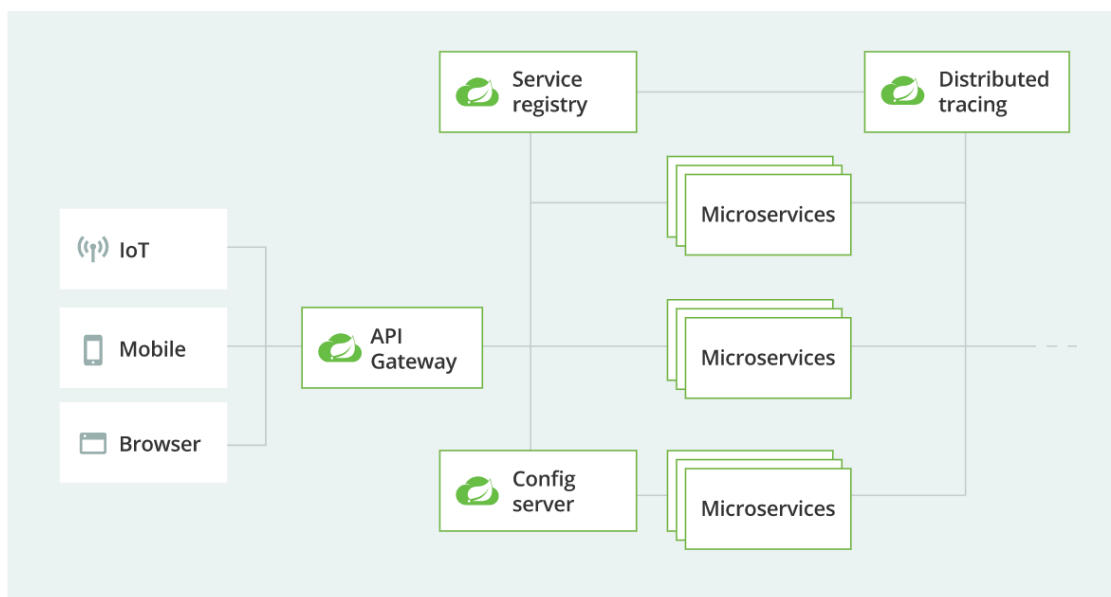 Service
registry
Distributed
tracing
Microservices
IoT
Mobile
Browser
API
Gateway
Microservices
Config
server
Microservices